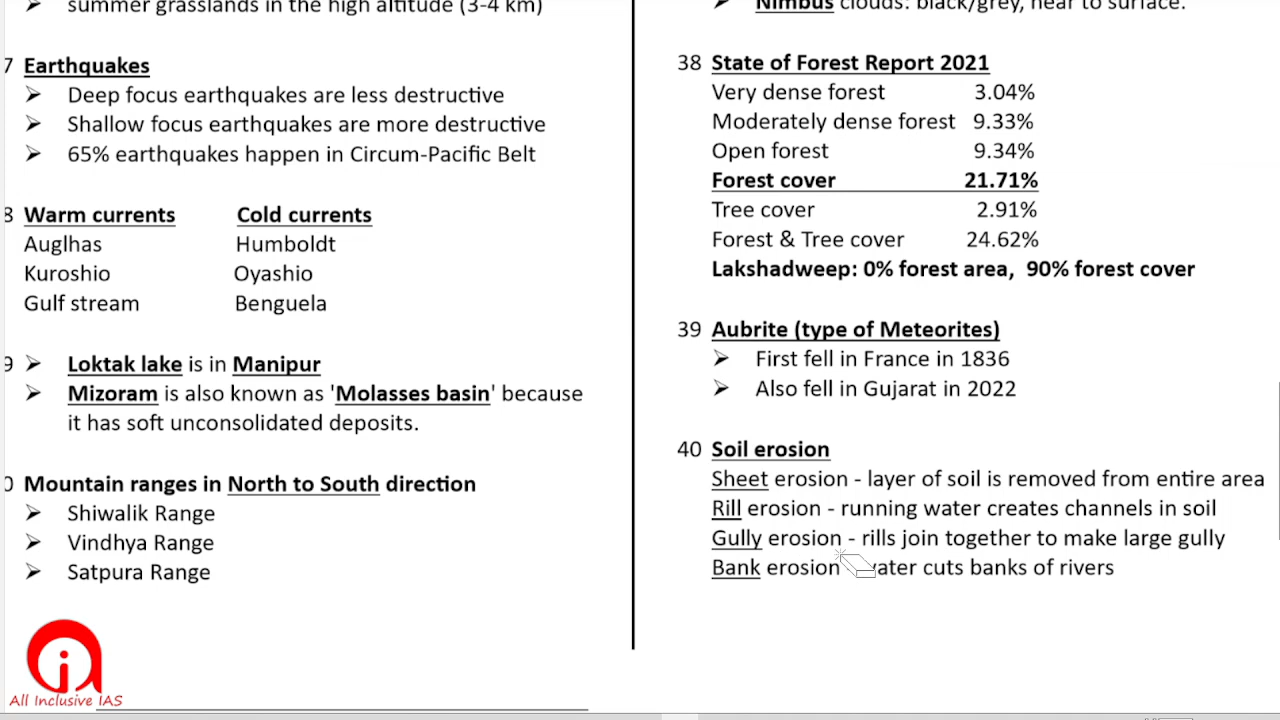 summer grasslands in the high altitude (3-4 km)
7 Earthquakes
➢ Deep focus earthquakes are less destructive
➢ Shallow focus earthquakes are more destructive
➢ 65% earthquakes happen in Circum-Pacific Belt
8 Warm currents Cold currents
Auglhas Humboldt
Kuroshio Oyashio
Gulf stream Benguela
9 ➢ Loktak lake is in Manipur
➢ Mizoram is also known as 'Molasses basin' because
it has soft unconsolidated deposits.
0 Mountain ranges in North to South direction
➢ Shiwalik Range
➢ Vindhya Range
➢ Satpura Range
All Inclusive IAS
➢ Nimbus clouds: black/grey, near to surface.
38 State of Forest Report 2021
Very dense forest 3.04%
Moderately dense forest 9.33%
Open forest 9.34%
Forest cover 21.71%
Tree cover 2.91%
Forest & Tree cover 24.62%
Lakshadweep: 0% forest area, 90% forest cover
39 Aubrite (type of Meteorites)
➢ First fell in France in 1836
➢ Also fell in Gujarat in 2022
40 Soil erosion
Sheet erosion - layer of soil is removed from entire area
Rill erosion - running water creates channels in soil
Gully erosion - rills join together to make large gully
Bank erosion water cuts banks of rivers